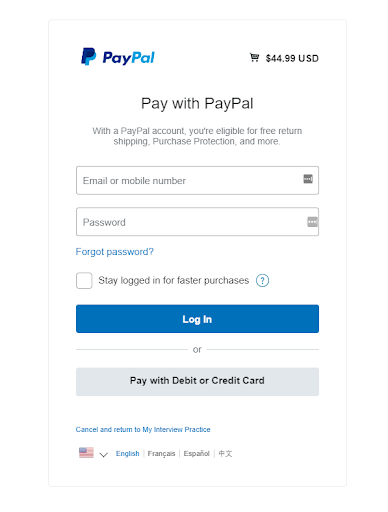 PayPal
$44.99 USD
Pay with PayPal
With a PayPal account, you're eligible for free return
shipping, Purchase Protection, and more.
Email or mobile number
Password
Forgot password?
Stay logged in for faster purchases ?
Log In
or
Pay with Debit or Credit Card
Cancel and return to My Interview Practice
English | Français | Español | 中文